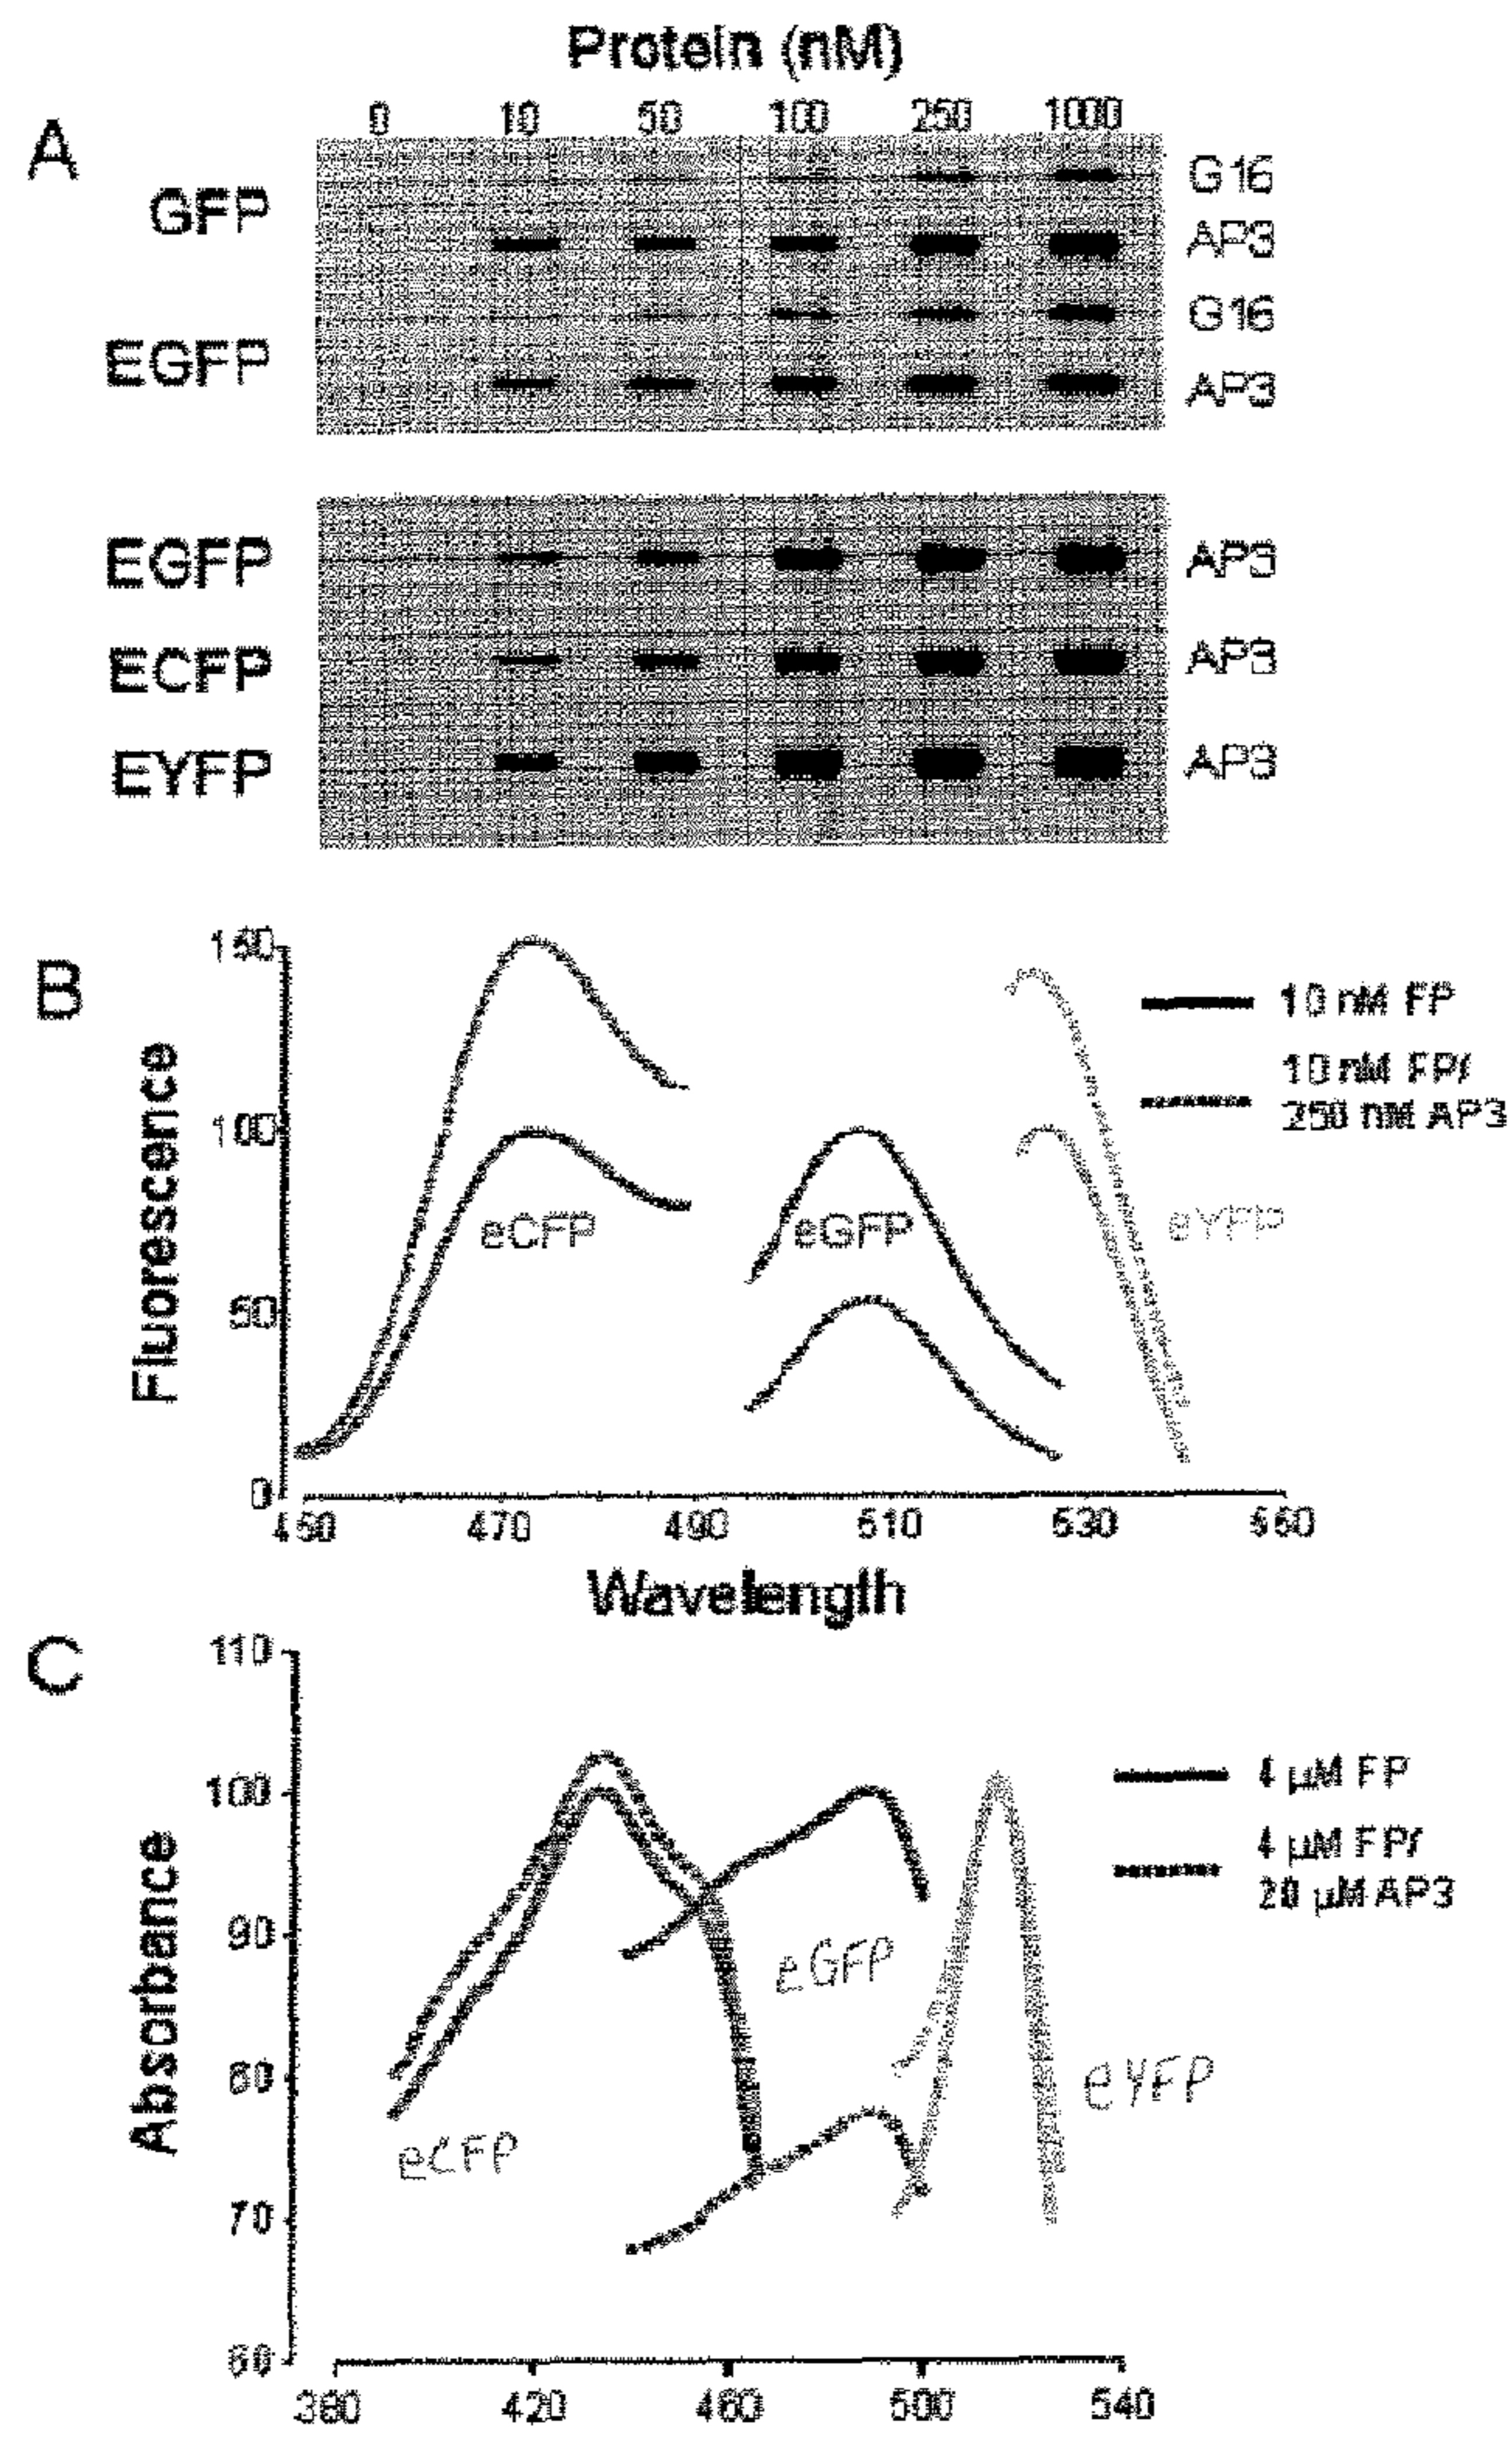 Protein (nM)
0 10 50 100 250 1000
A
GFP
G16
AP3
EGFP
G16
AP3
EGFP AP3
ECFP AP3
EYFP AP3
B
Fluorescence
150
100
50
0
eCFP
eGFP
eYFP
10 nM FP
10 nM FP/
250 nM AP3
450 470 490 510 530 550
Wavelength
C
Absorbance
110
100
90
80
70
60
eCFP
eGFP
eYFP
4 µM FP
4 µM FP/
20 µM AP3
380 420 460 500 540